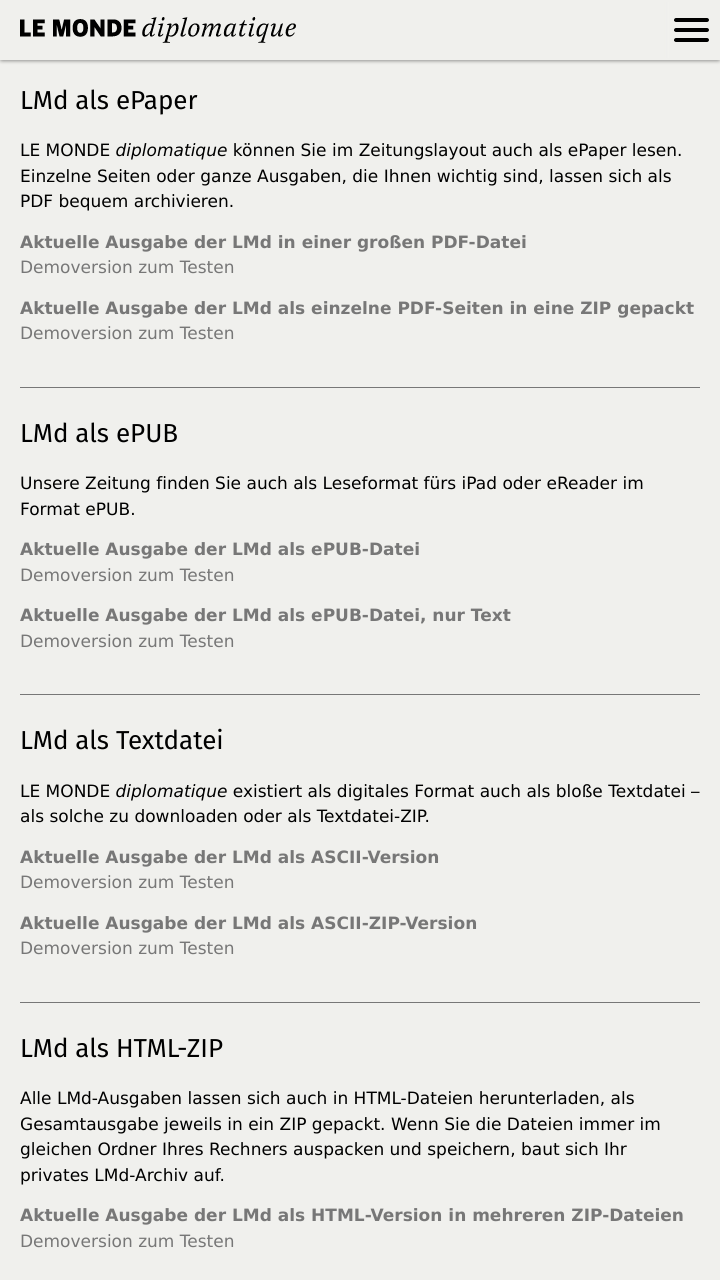 LE MONDE diplomatique
LMd als ePaper
LE MONDE diplomatique können Sie im Zeitungslayout auch als ePaper lesen.
Einzelne Seiten oder ganze Ausgaben, die Ihnen wichtig sind, lassen sich als
PDF bequem archivieren.
Aktuelle Ausgabe der LMd in einer großen PDF-Datei
Demoversion zum Testen
Aktuelle Ausgabe der LMd als einzelne PDF-Seiten in eine ZIP gepackt
Demoversion zum Testen
LMd als ePUB
Unsere Zeitung finden Sie auch als Leseformat fürs iPad oder eReader im
Format ePUB.
Aktuelle Ausgabe der LMd als ePUB-Datei
Demoversion zum Testen
Aktuelle Ausgabe der LMd als ePUB-Datei, nur Text
Demoversion zum Testen
LMd als Textdatei
LE MONDE diplomatique existiert als digitales Format auch als bloße Textdatei –
als solche zu downloaden oder als Textdatei-ZIP.
Aktuelle Ausgabe der LMd als ASCII-Version
Demoversion zum Testen
Aktuelle Ausgabe der LMd als ASCII-ZIP-Version
Demoversion zum Testen
LMd als HTML-ZIP
Alle LMd-Ausgaben lassen sich auch in HTML-Dateien herunterladen, als
Gesamtausgabe jeweils in ein ZIP gepackt. Wenn Sie die Dateien immer im
gleichen Ordner Ihres Rechners auspacken und speichern, baut sich Ihr
privates LMd-Archiv auf.
Aktuelle Ausgabe der LMd als HTML-Version in mehreren ZIP-Dateien
Demoversion zum Testen